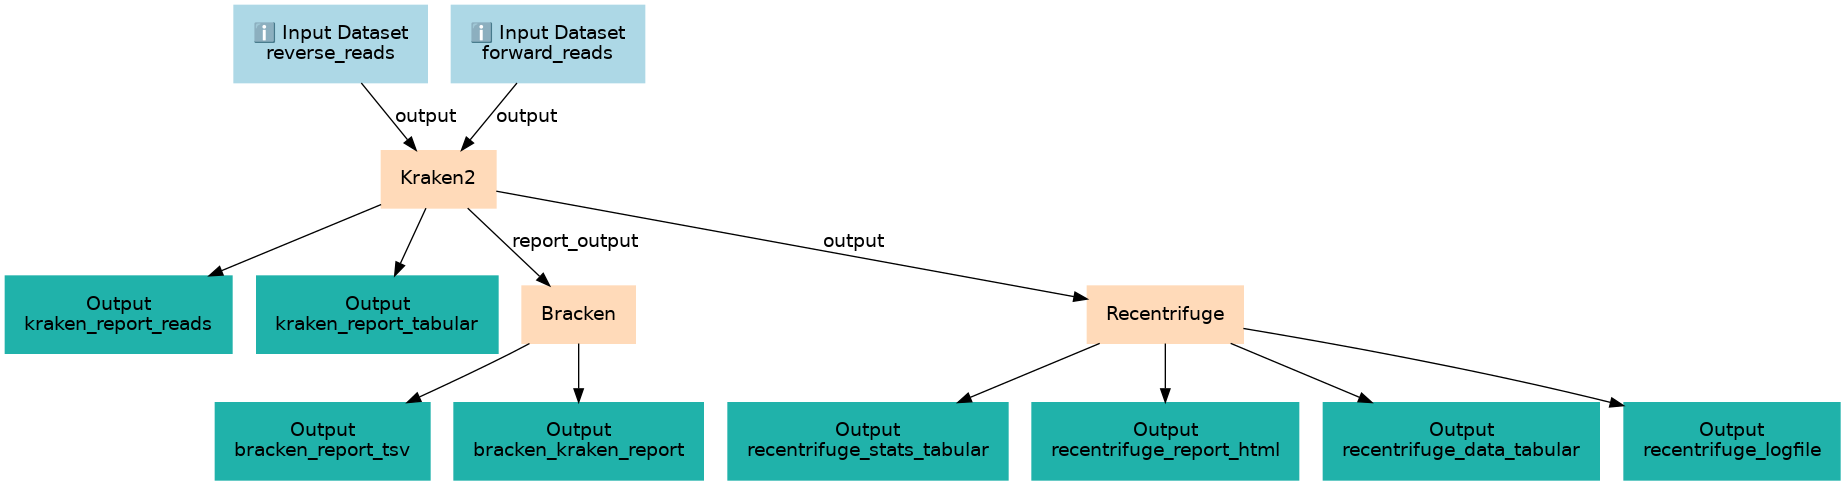 ℹ️ Input Dataset
reverse_reads
ℹ️ Input Dataset
forward_reads
output
output
Kraken2
report_output
output
Output
kraken_report_reads
Output
kraken_report_tabular
Bracken
Recentrifuge
Output
bracken_report_tsv
Output
bracken_kraken_report
Output
recentrifuge_stats_tabular
Output
recentrifuge_report_html
Output
recentrifuge_data_tabular
Output
recentrifuge_logfile